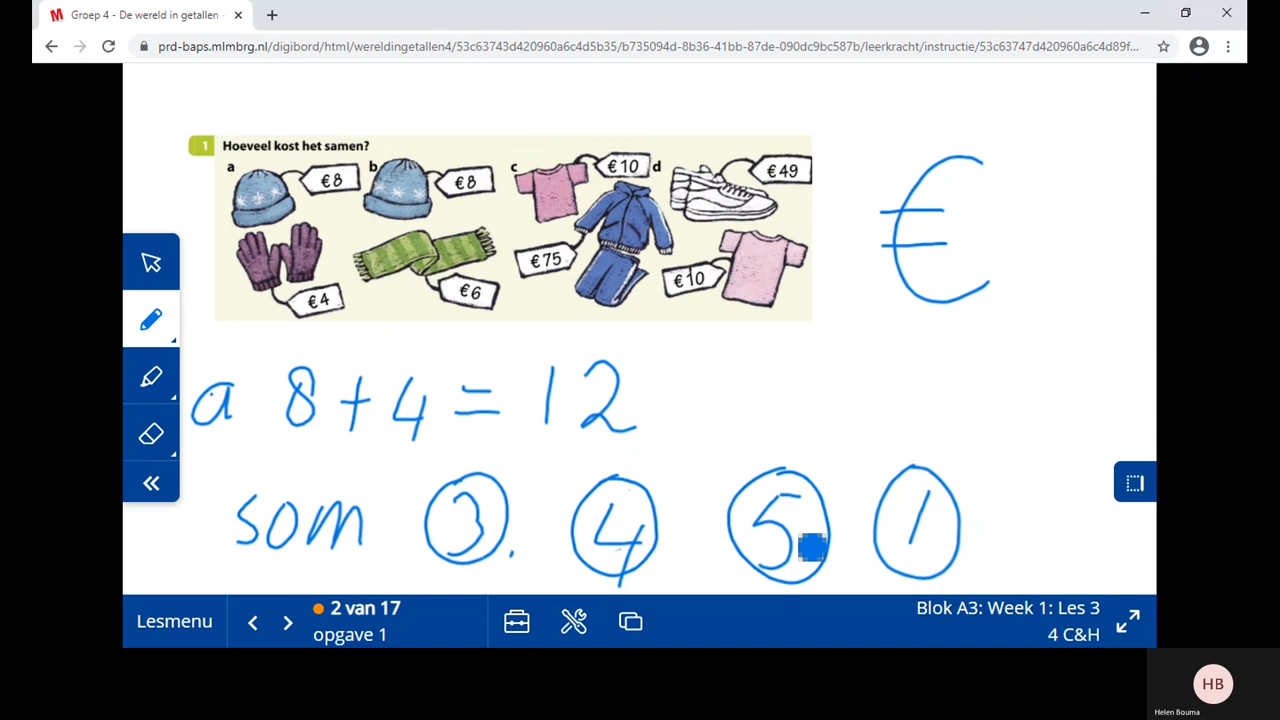 Groep 4 - De wereld in getallen -
prd-baps.mlmbrg.nl/digibord/html/wereldingetallen4/53c63743d420960a6c4d5b35/b735094d-8b36-41bb-87de-090dc9bc587b/leerkracht/instructie/53c63747d420960a6c4d89f...
1 Hoeveel kost het samen?
a €8 b €8 c €10 d €49
€4 €6 €75 €10
€
a 8 + 4 = 12
som 3. 4 5 1
Lesmenu
2 van 17
opgave 1
Blok A3: Week 1: Les 3
4 C&H
HB
Helen Bouma